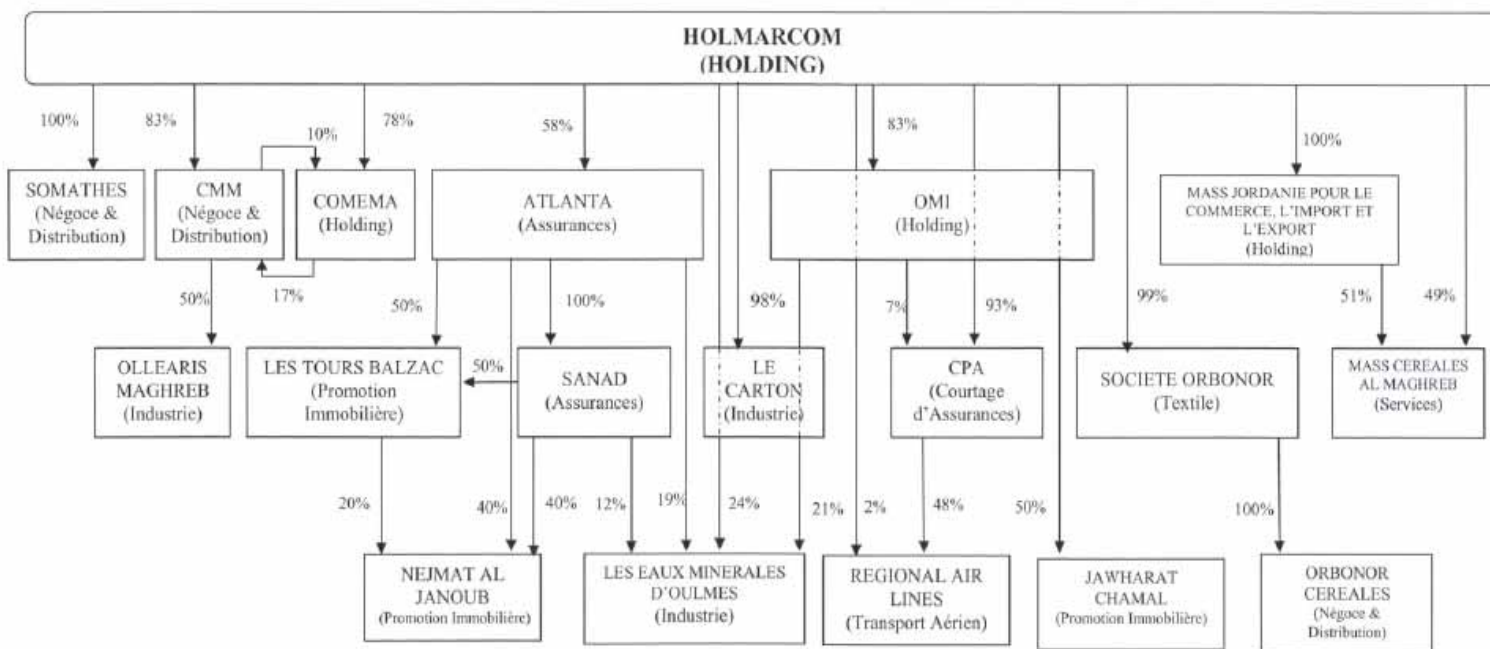 HOLMARCOM
(HOLDING)
100%
83%
10%
78%
58%
83%
100%
SOMATHES
(Négoce &
Distribution)
CMM
(Négoce &
Distribution)
COMEMA
(Holding)
ATLANTA
(Assurances)
OMI
(Holding)
MASS JORDANIE POUR LE
COMMERCE, L'IMPORT ET
L'EXPORT
(Holding)
50%
17%
50%
100%
98%
7%
93%
99%
51%
49%
OLLEARIS
MAGHREB
(Industrie)
LES TOURS BALZAC
(Promotion
Immobilière)
50%
SANAD
(Assurances)
LE
CARTON
(Industrie)
CPA
(Courtage
d'Assurances)
SOCIETE ORBONOR
(Textile)
MASS CEREALES
AL MAGHREB
(Services)
20%
40%
40%
12%
19%
24%
21%
2%
48%
50%
100%
NEJMAT AL
JANOUB
(Promotion Immobilière)
LES EAUX MINERALES
D'OULMES
(Industrie)
REGIONAL AIR
LINES
(Transport Aérien)
JAWHARAT
CHAMAL
(Promotion Immobilière)
ORBONOR
CEREALES
(Négoce &
Distribution)